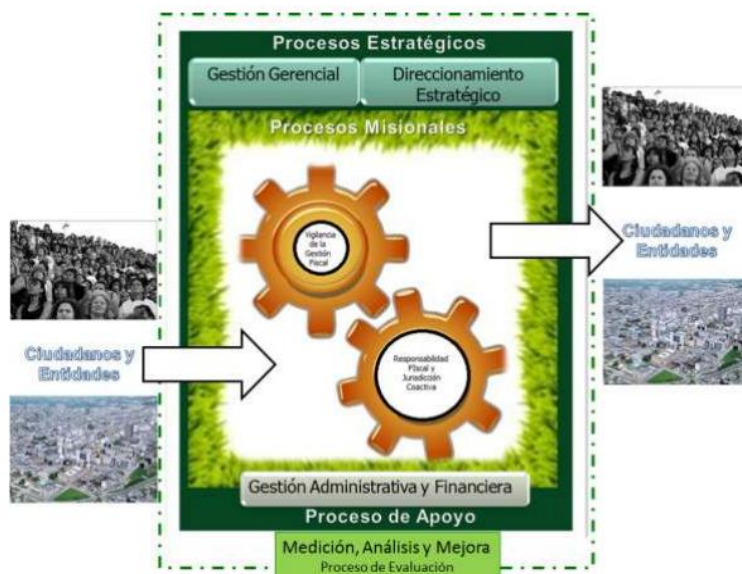 Procesos Estratégicos
Gestión Gerencial
Direccionamiento
Estratégico
Procesos Misionales
Vigilancia
de la
Gestión
Fiscal
Responsabilidad
Fiscal y
Jurisdicción
Coactiva
Ciudadanos y
Entidades
Ciudadanos y
Entidades
Gestión Administrativa y Financiera
Proceso de Apoyo
Medición, Análisis y Mejora
Proceso de Evaluación